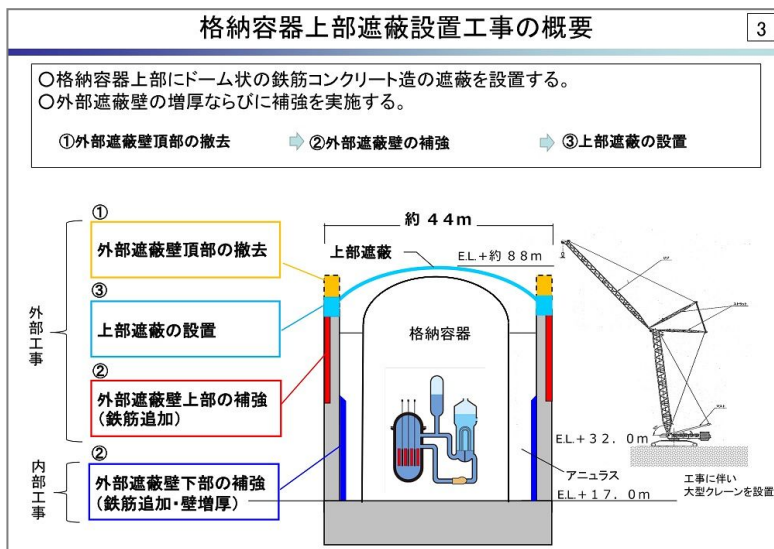 格納容器上部遮蔽設置工事の概要
3
○格納容器上部にドーム状の鉄筋コンクリート造の遮蔽を設置する。
○外部遮蔽壁の増厚ならびに補強を実施する。
①外部遮蔽壁頂部の撤去
②外部遮蔽壁の補強
③上部遮蔽の設置
外部工事
①
外部遮蔽壁頂部の撤去
③
上部遮蔽の設置
②
外部遮蔽壁上部の補強
(鉄筋追加)
内部工事
②
外部遮蔽壁下部の補強
(鉄筋追加・壁増厚)
約44m
上部遮蔽
E.L.+約88m
格納容器
E.L.+32.0m
アニュラス
E.L.+17.0m
工事に伴い
大型クレーンを設置